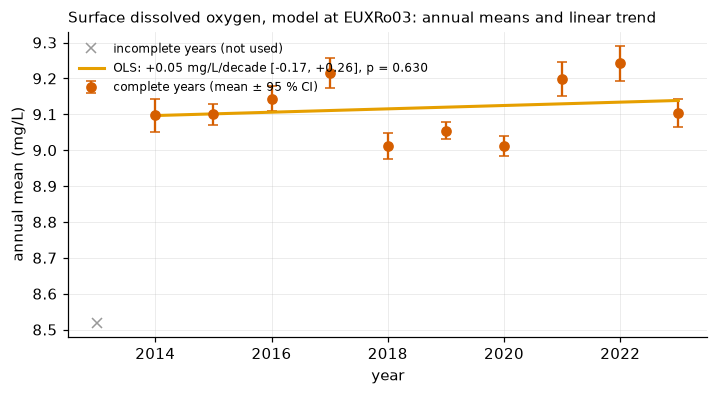 Surface dissolved oxygen, model at EUXRo03: annual means and linear trend
incomplete years (not used)
OLS: +0.05 mg/L/decade [-0.17, +0.26], p = 0.630
complete years (mean ± 95 % CI)
annual mean (mg/L)
9.3
9.2
9.1
9.0
8.9
8.8
8.7
8.6
8.5
2014
2016
2018
2020
2022
year